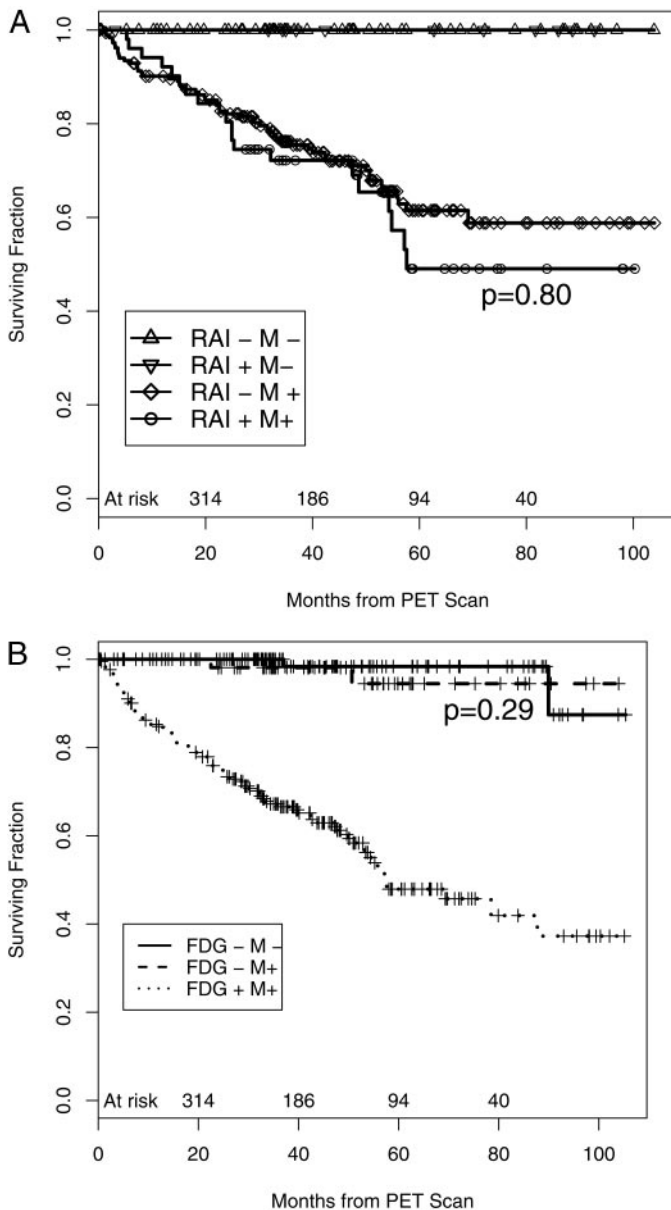 A
Surviving Fraction
1.0
0.8
0.6
0.4
0.2
0.0
p=0.80
RAI – M –
RAI + M–
RAI – M +
RAI + M+
At risk 314 186 94 40
0 20 40 60 80 100
Months from PET Scan
B
Surviving Fraction
1.0
0.8
0.6
0.4
0.2
0.0
p=0.29
FDG – M –
FDG – M+
FDG + M+
At risk 314 186 94 40
0 20 40 60 80 100
Months from PET Scan